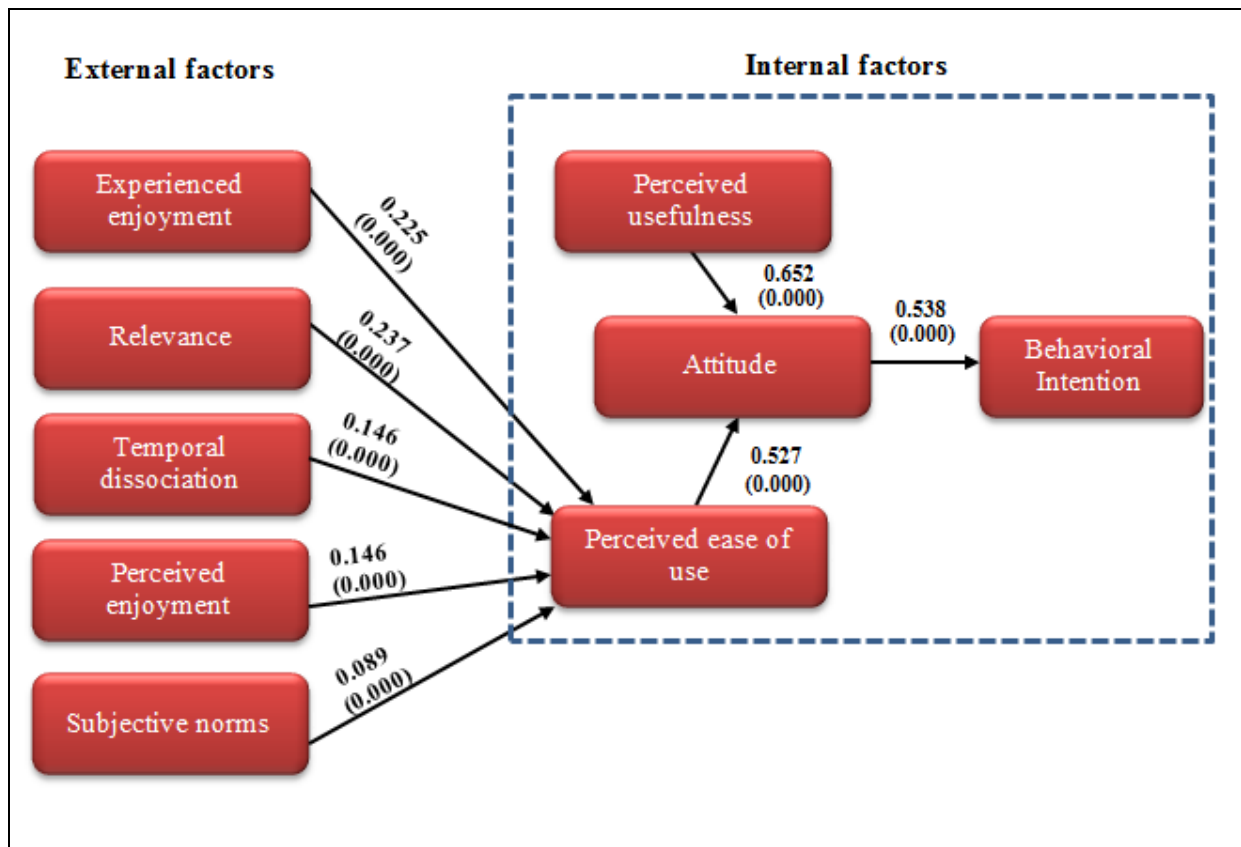 External factors
Internal factors
Experienced
enjoyment
0.225
(0.000)
Relevance
0.237
(0.000)
Temporal
dissociation
0.146
(0.000)
Perceived
enjoyment
0.146
(0.000)
Subjective norms
0.089
(0.000)
Perceived
usefulness
0.652
(0.000)
Attitude
0.538
(0.000)
Behavioral
Intention
0.527
(0.000)
Perceived ease of
use